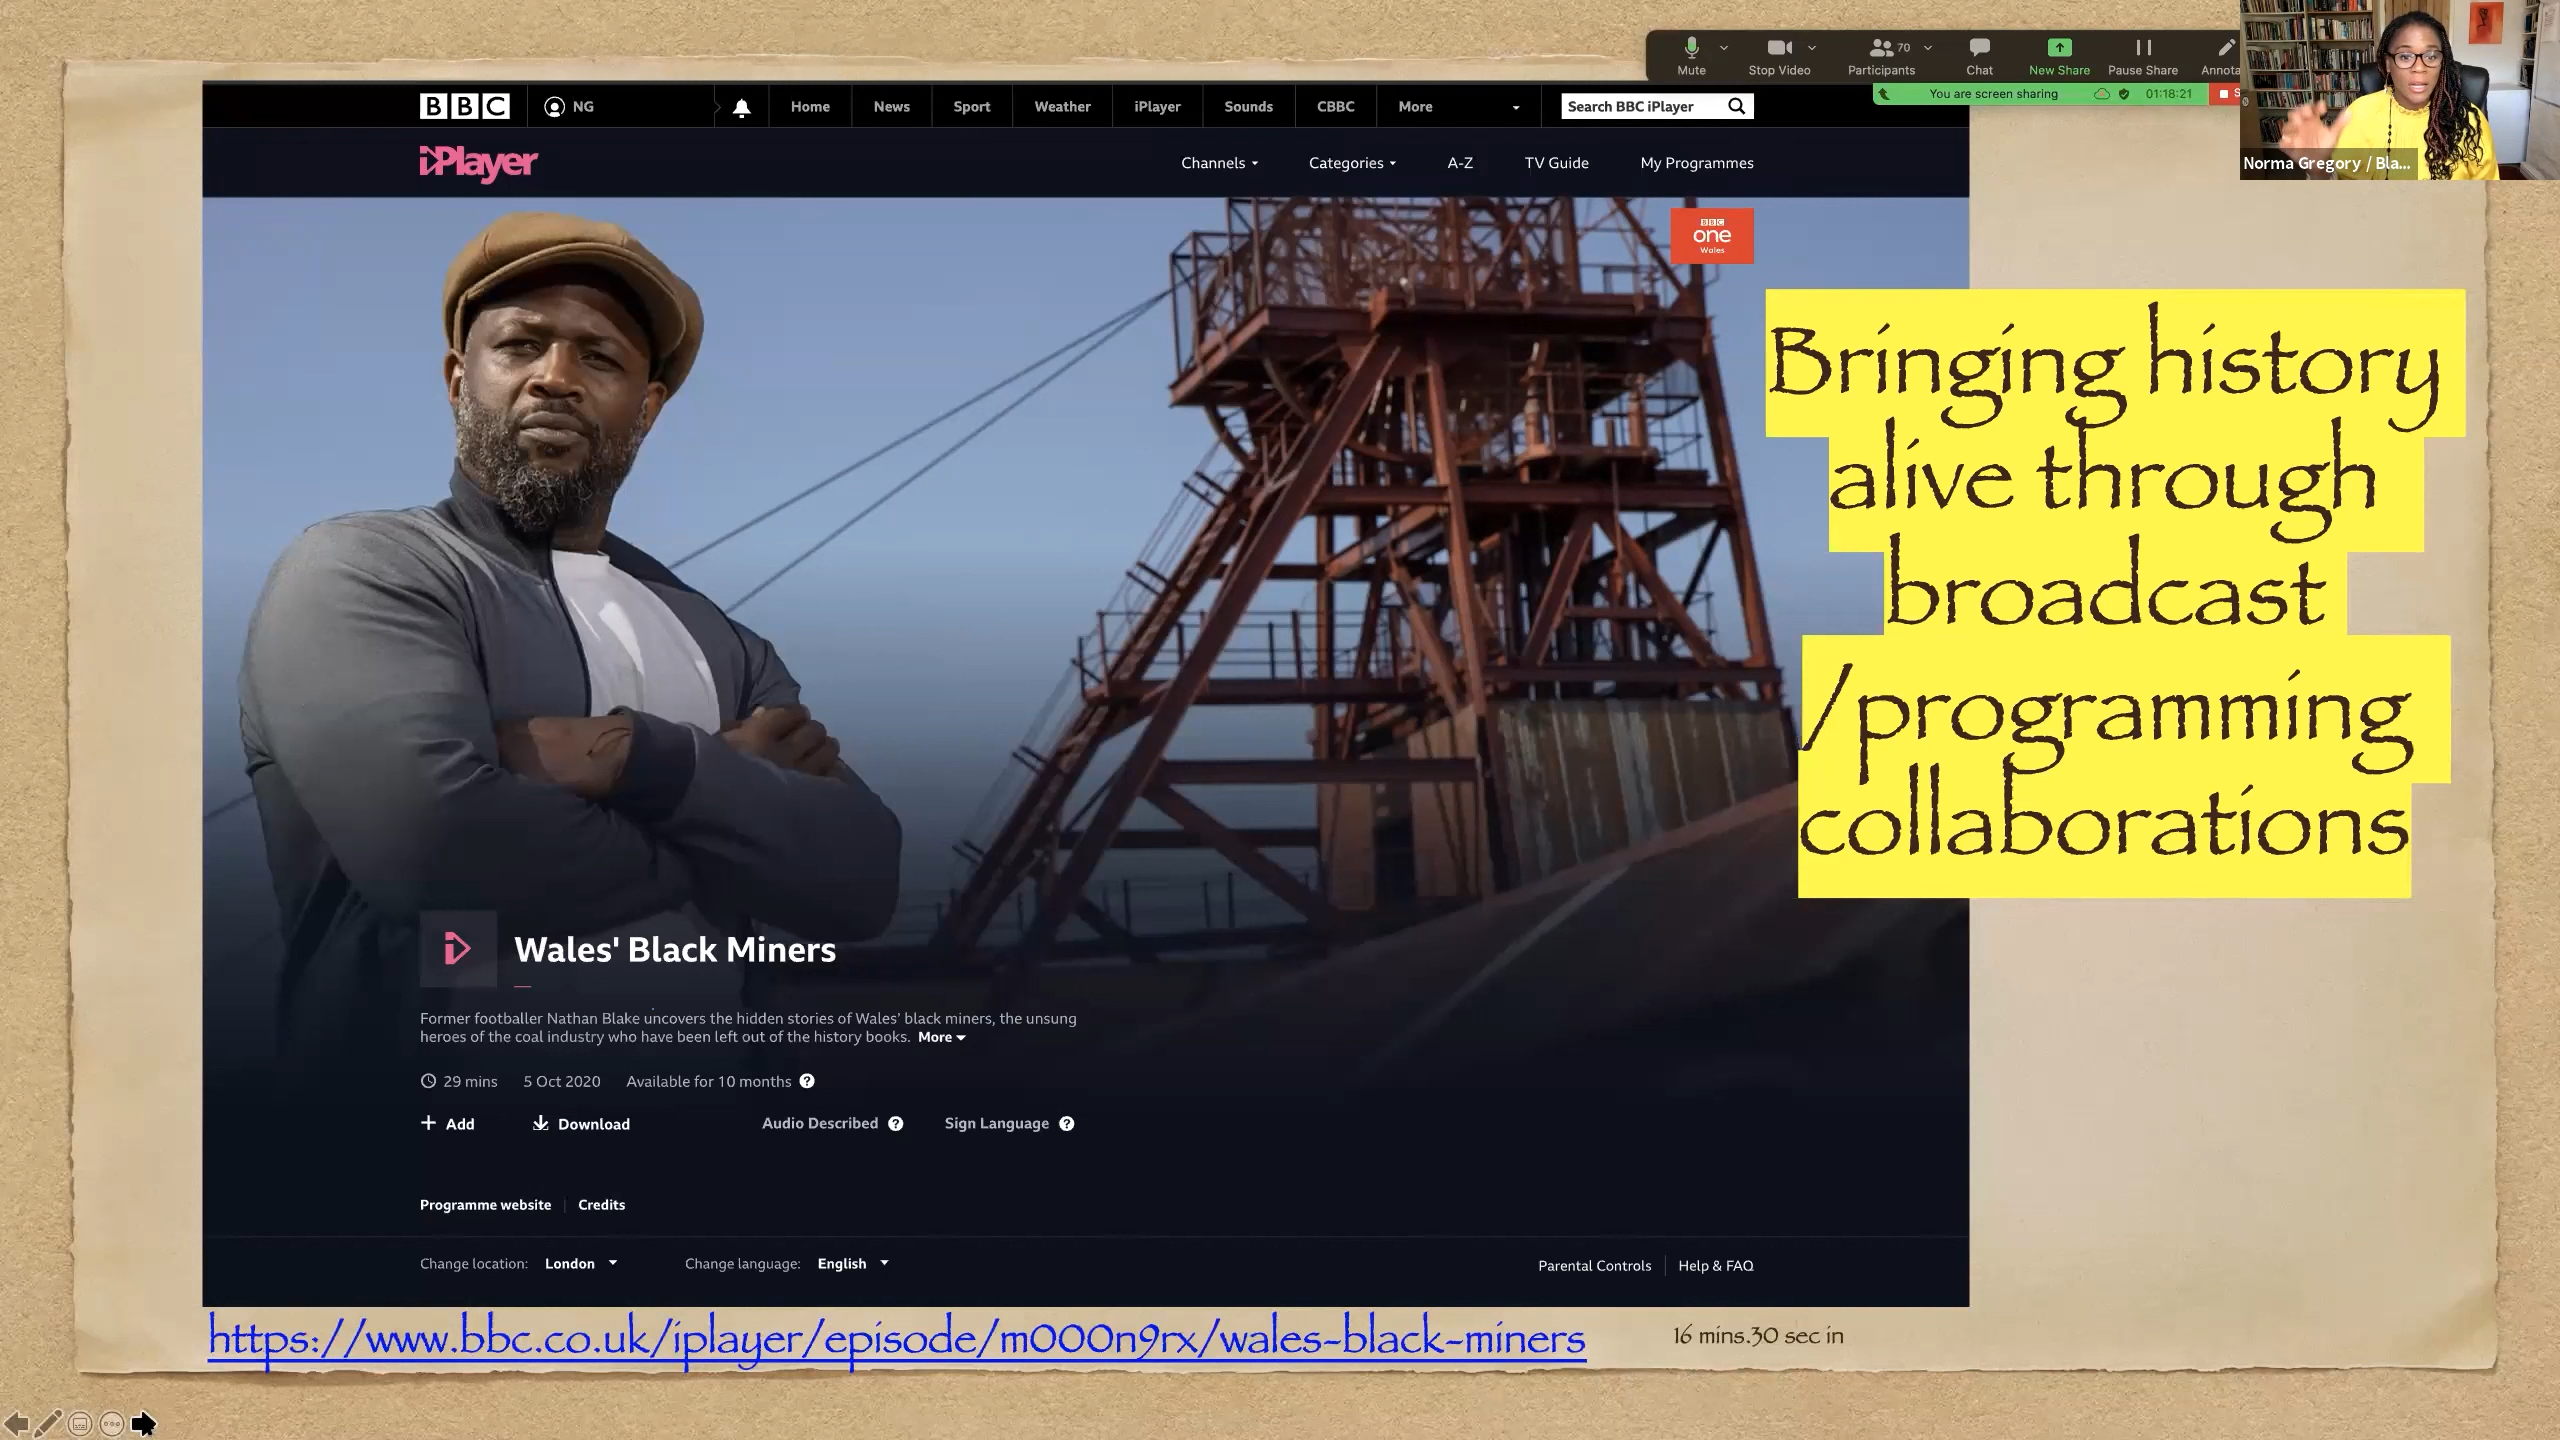 Mute
Stop Video
Participants
70
Chat
New Share
Pause Share
You are screen sharing
01:18:21
Norma Gregory / Bla...
BBC
NG
Home
News
Sport
Weather
iPlayer
Sounds
CBBC
More
Search BBC iPlayer
iPlayer
Channels
Categories
A-Z
TV Guide
My Programmes
BBC
one
Wales
Bringing history
alive through
broadcast
/programming
collaborations
Wales' Black Miners
Former footballer Nathan Blake uncovers the hidden stories of Wales' black miners, the unsung
heroes of the coal industry who have been left out of the history books. More
29 mins 5 Oct 2020 Available for 10 months ?
+ Add
Download
Audio Described ?
Sign Language ?
Programme website
Credits
Change location: London
Change language: English
Parental Controls
Help & FAQ
https://www.bbc.co.uk/iplayer/episode/m000n9rx/wales-black-miners
16 mins.30 sec in